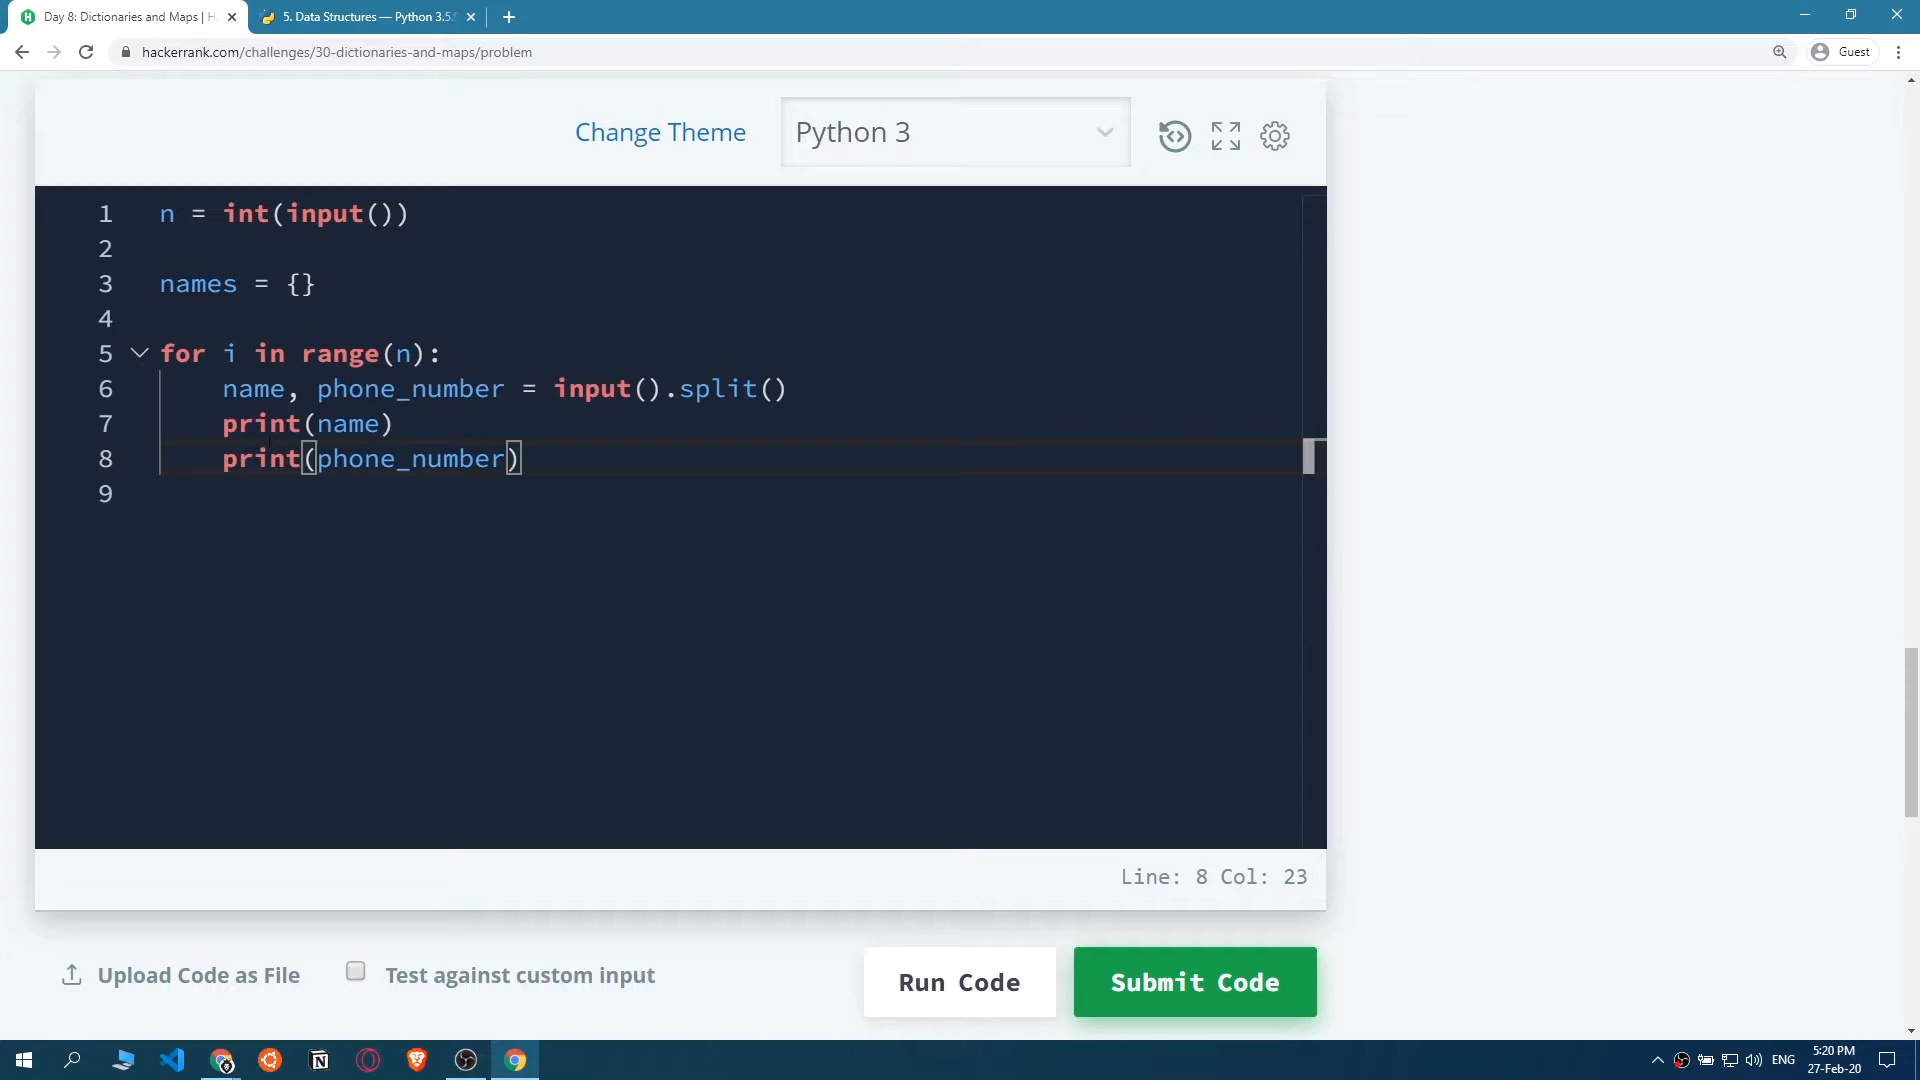 Day 8: Dictionaries and Maps | H
5. Data Structures — Python 3.5.
hackerrank.com/challenges/30-dictionaries-and-maps/problem
Guest
Change Theme
Python 3
1 n = int(input())
2
3 names = {}
4
5 for i in range(n):
6 name, phone_number = input().split()
7 print(name)
8 print(phone_number)
9
Line: 8 Col: 23
Upload Code as File
Test against custom input
Run Code
Submit Code
ENG
5:20 PM
27-Feb-20